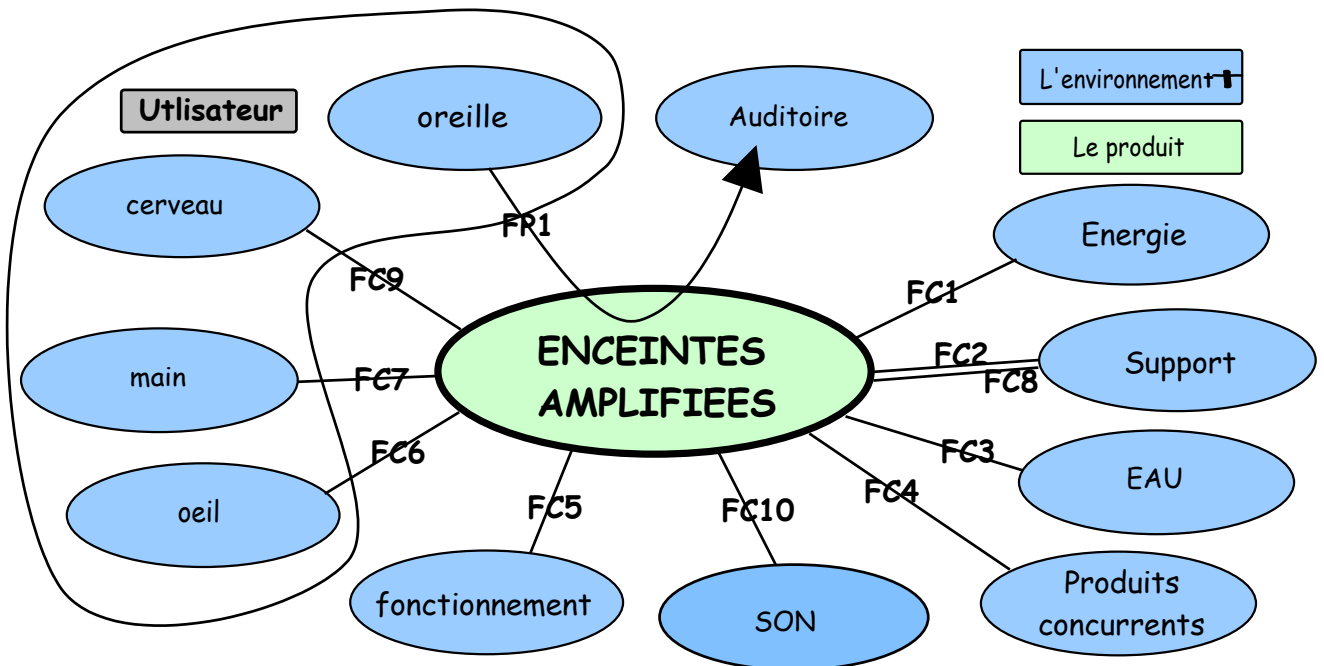 L'environnement
Utlisateur
oreille
Auditoire
Le produit
cerveau
FP1
Energie
FC9
FC1
ENCEINTES
AMPLIFIEES
FC2
Support
main
FC7
FC8
FC6
FC3
EAU
FC4
oeil
FC5
FC10
Produits
concurrents
fonctionnement
SON